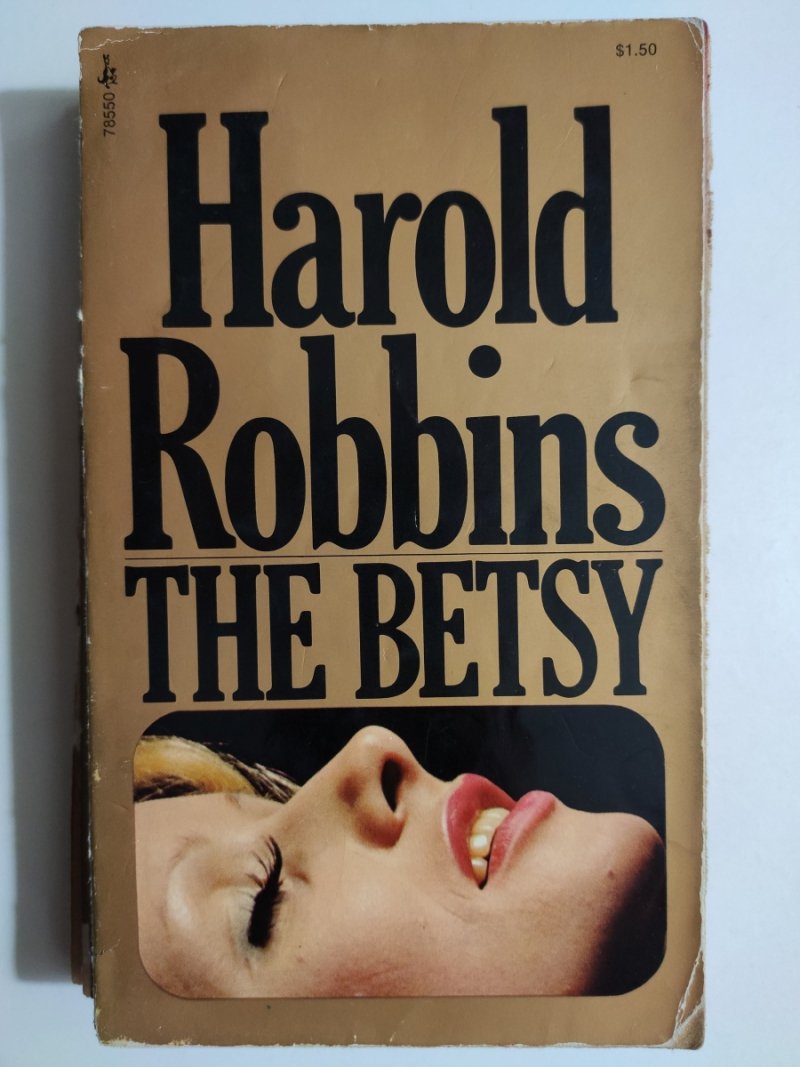 $1.50
78550
Harold
Robbins
THE BETSY